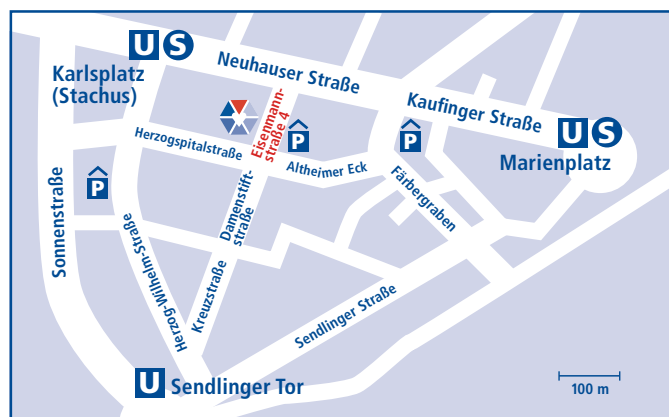 U S
Neuhauser Straße
Karlsplatz
(Stachus)
Kaufinger Straße
U S
Marienplatz
Eisenmann-
straße 4
P
P
Herzogspitalstraße
Altheimer Eck
P
Färbergraben
Damenstift-
straße
Sonnenstraße
Herzog-Wilhelm-Straße
Kreuzstraße
Sendlinger Straße
U Sendlinger Tor
100 m